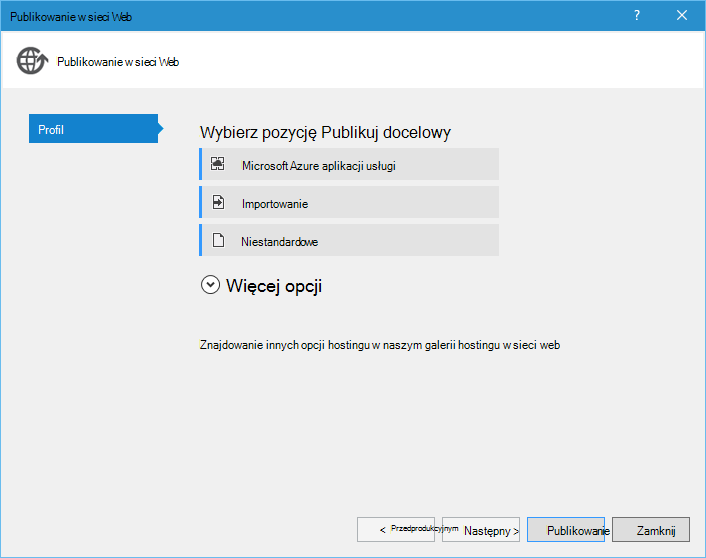 Publikowanie w sieci Web ?
Publikowanie w sieci Web
Profil
Wybierz pozycję Publikuj docelowy
Microsoft Azure aplikacji usługi
Importowanie
Niestandardowe
Więcej opcji
Znajdowanie innych opcji hostingu w naszym galerii hostingu w sieci web
< Przedprodukcyjnym Następny > Publikowanie Zamknij